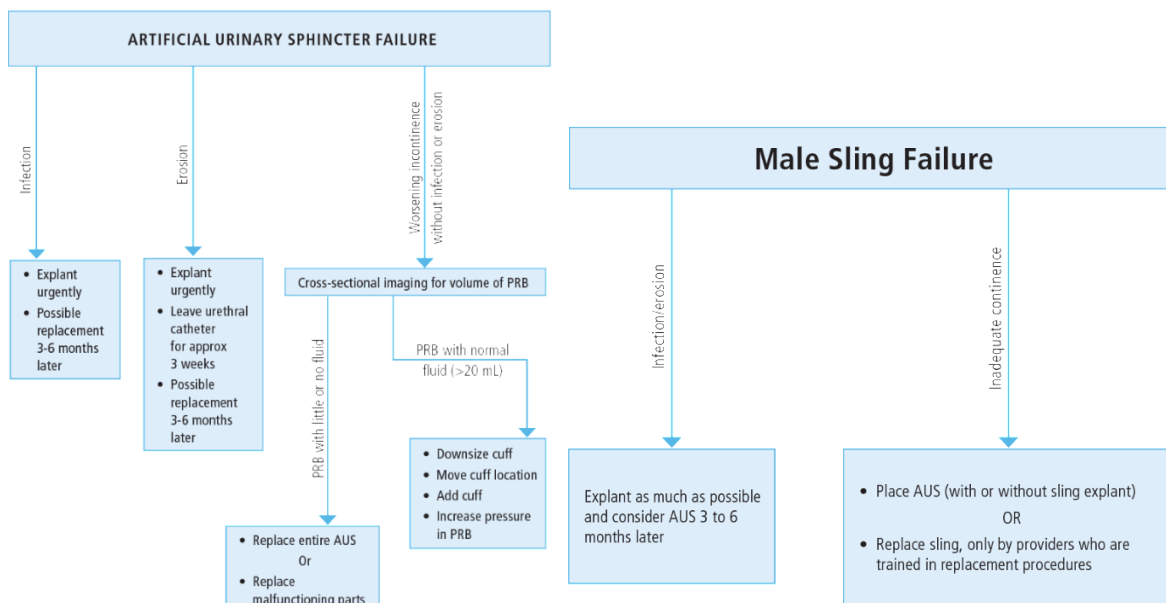 ARTIFICIAL URINARY SPHINCTER FAILURE
Infection
• Explant
urgently
• Possible
replacement
3-6 months
later
Erosion
• Explant
urgently
• Leave urethral
catheter
for approx
3 weeks
• Possible
replacement
3-6 months
later
Worsening incontinence
without infection or erosion
Cross-sectional imaging for volume of PRB
PRB with little or no fluid
• Replace entire AUS
Or
• Replace
malfunctioning parts
PRB with normal
fluid (>20 mL)
• Downsize cuff
• Move cuff location
• Add cuff
• Increase pressure
in PRB
Male Sling Failure
Infection/erosion
Explant as much as possible
and consider AUS 3 to 6
months later
Inadequate continence
• Place AUS (with or without sling explant)
OR
• Replace sling, only by providers who are
trained in replacement procedures